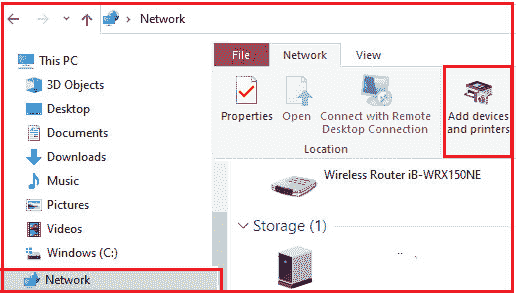 Network
This PC
3D Objects
Desktop
Documents
Downloads
Music
Pictures
Videos
Windows (C:)
Network
File
Network
View
Properties
Open
Connect with Remote
Desktop Connection
Add devices
and printers
Location
Wireless Router iB-WRX150NE
Storage (1)